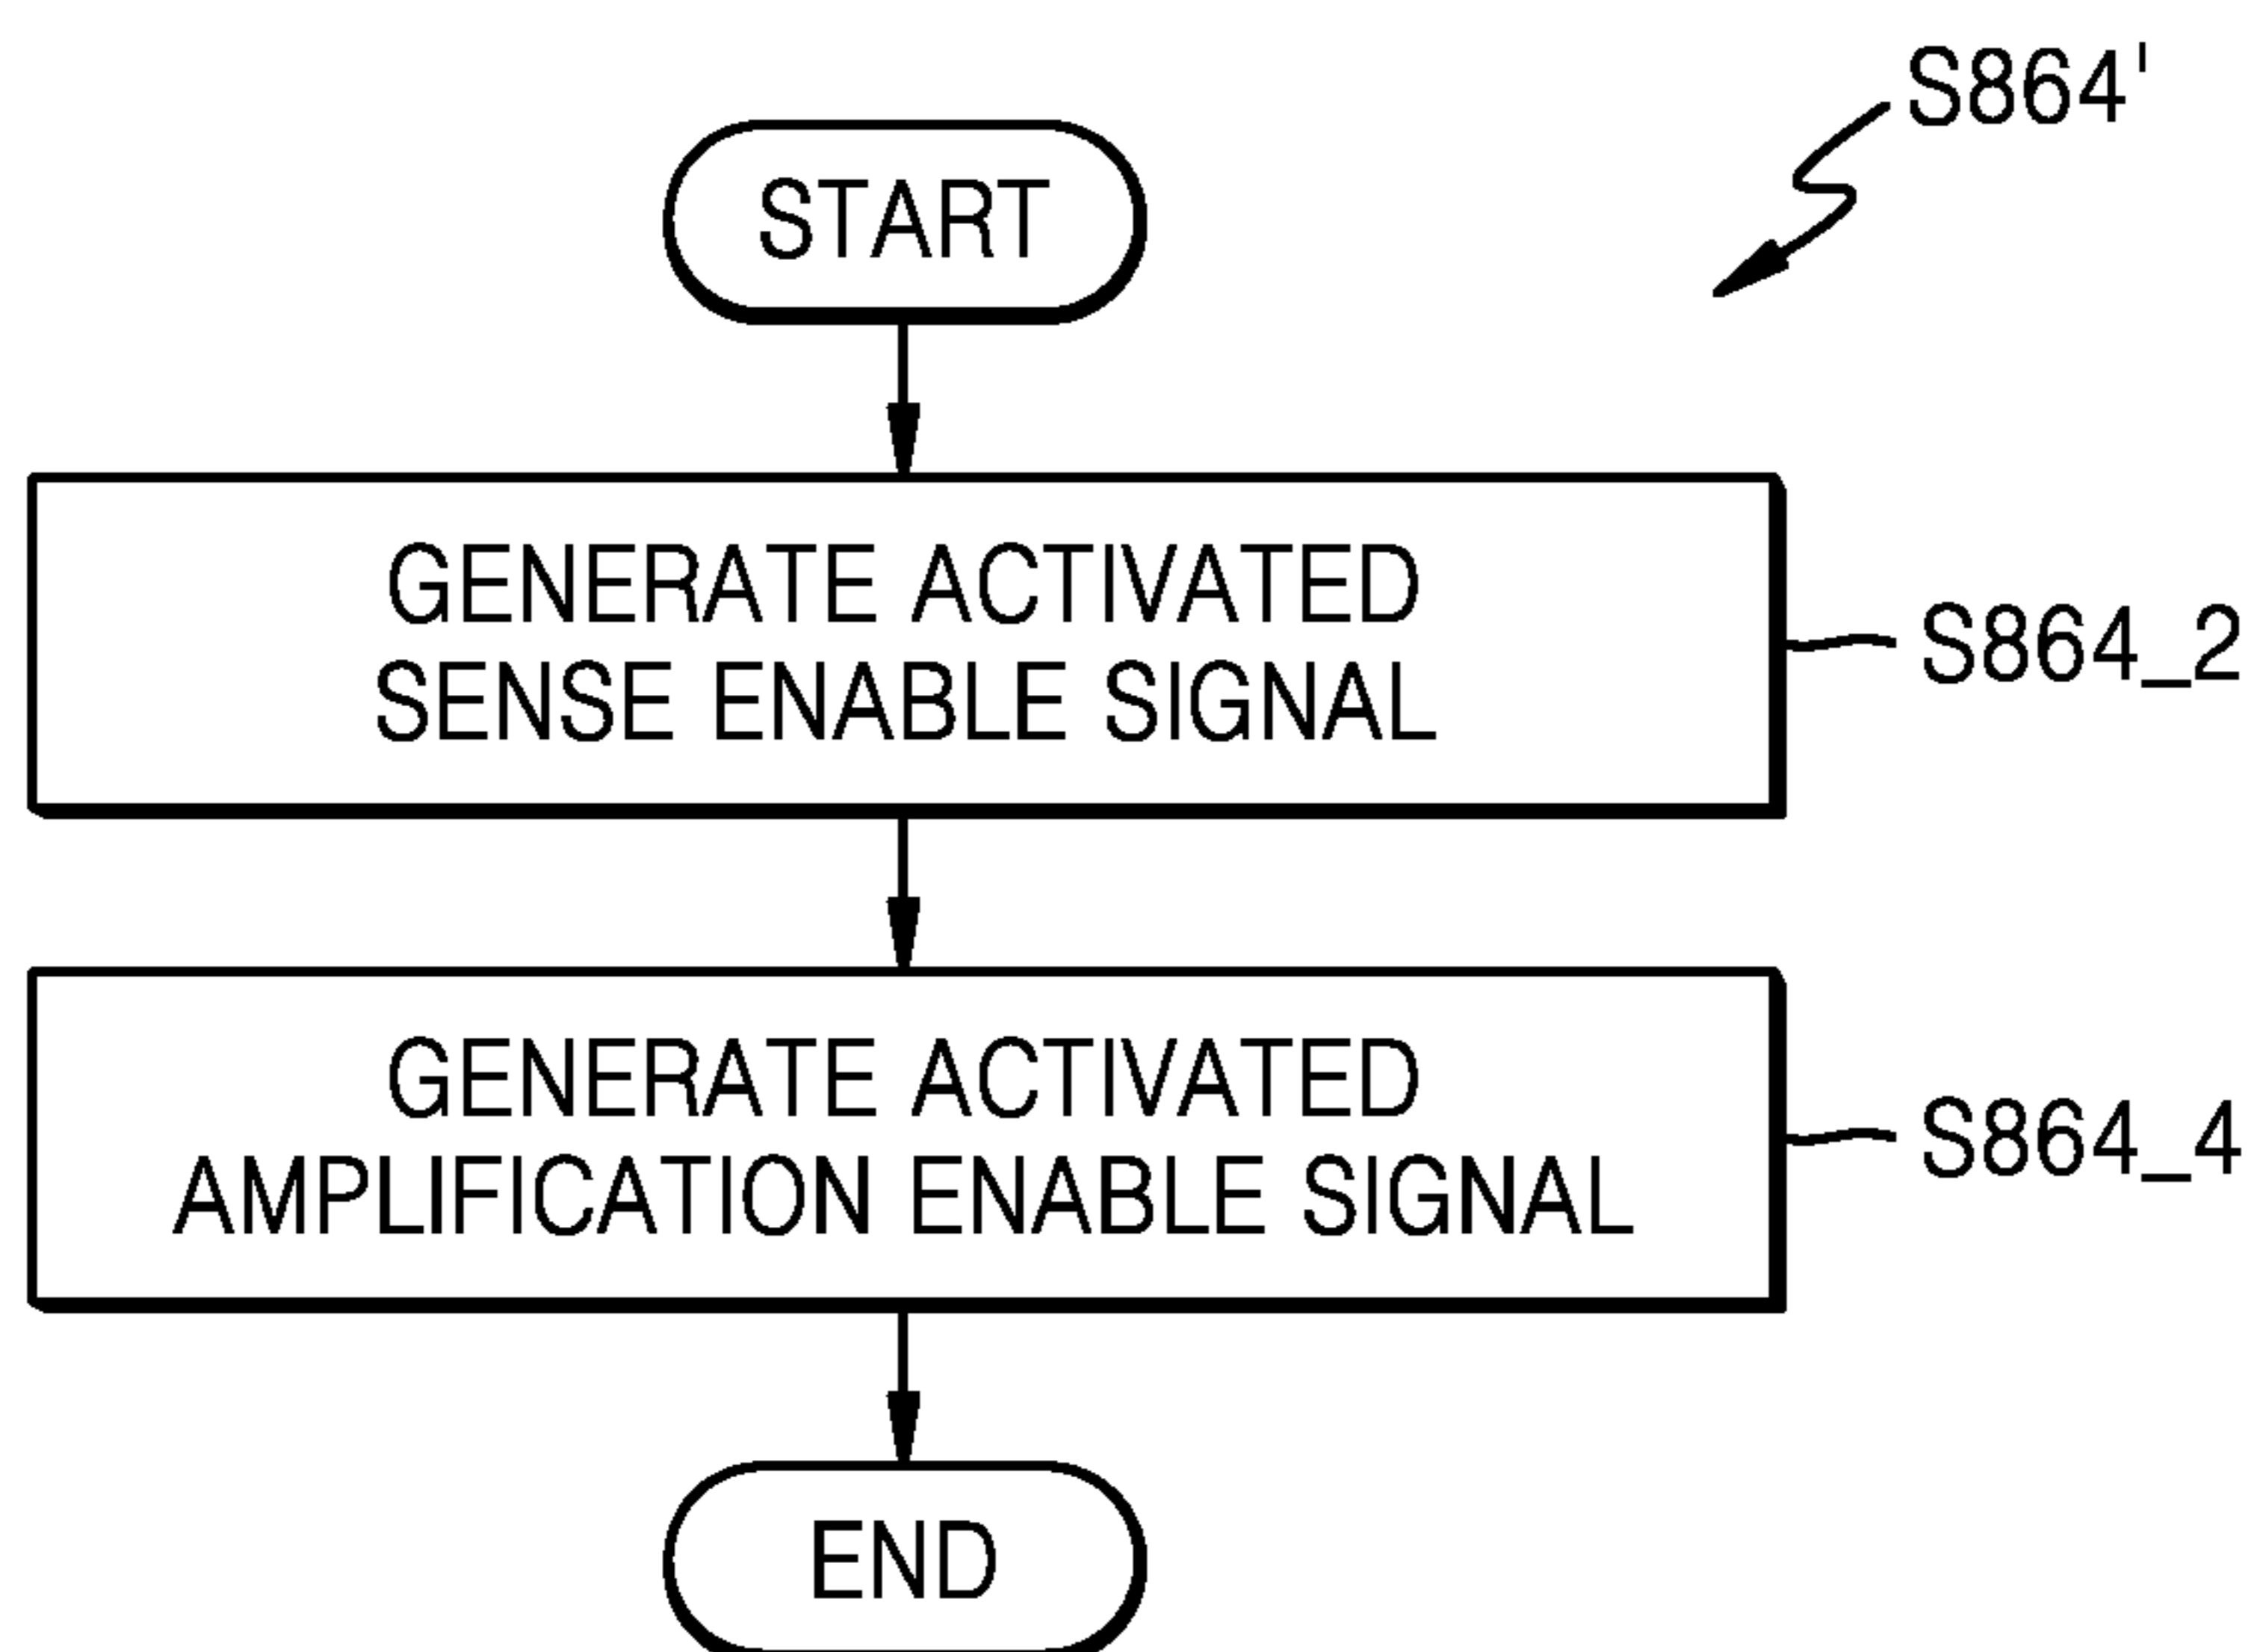 S864'
START
GENERATE ACTIVATED
SENSE ENABLE SIGNAL
S864_2
GENERATE ACTIVATED
AMPLIFICATION ENABLE SIGNAL
S864_4
END